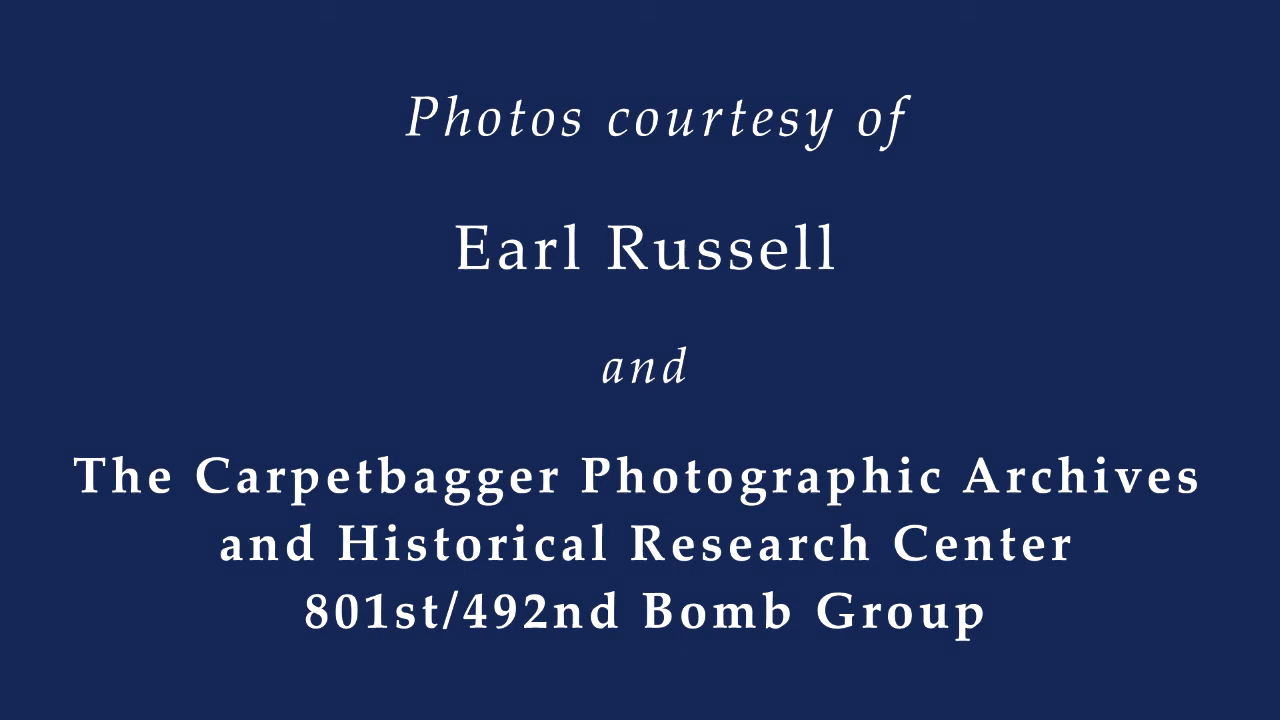 Photos courtesy of
Earl Russell
and
The Carpetbagger Photographic Archives
and Historical Research Center
801st/492nd Bomb Group